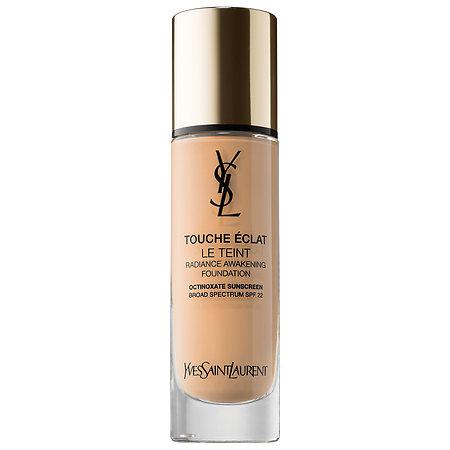 YSL
TOUCHE ÉCLAT
LE TEINT
RADIANCE AWAKENING
FOUNDATION
OCTINOXATE SUNSCREEN
BROAD SPECTRUM SPF 22
YVESSAINTLAURENT